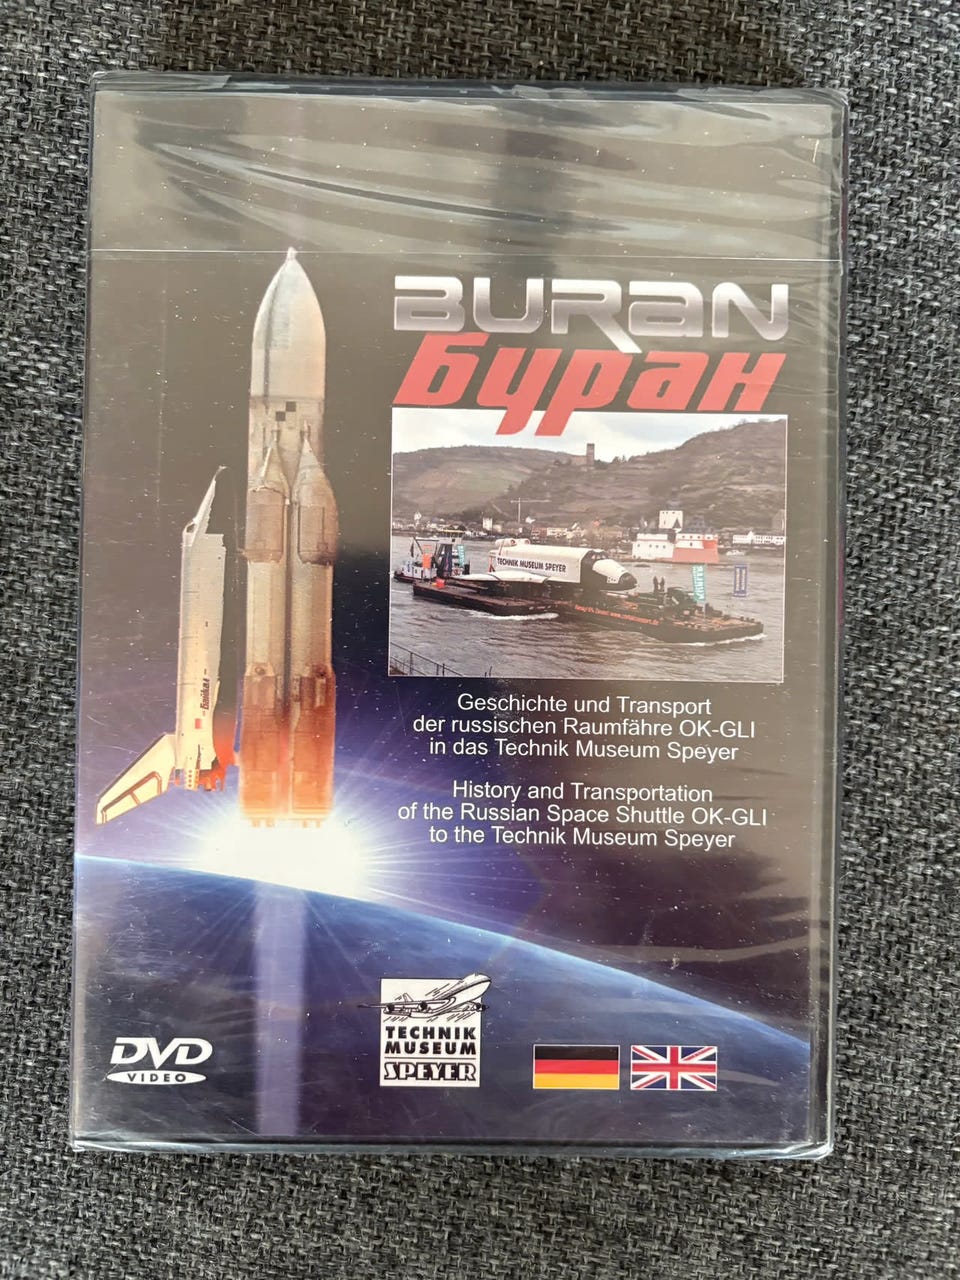 BURAN
Буран
TECHNIK MUSEUM SPEYER
Geschichte und Transport
der russischen Raumfähre OK-GLI
in das Technik Museum Speyer
History and Transportation
of the Russian Space Shuttle OK-GLI
to the Technik Museum Speyer
DVD
VIDEO
TECHNIK
MUSEUM
SPEYER